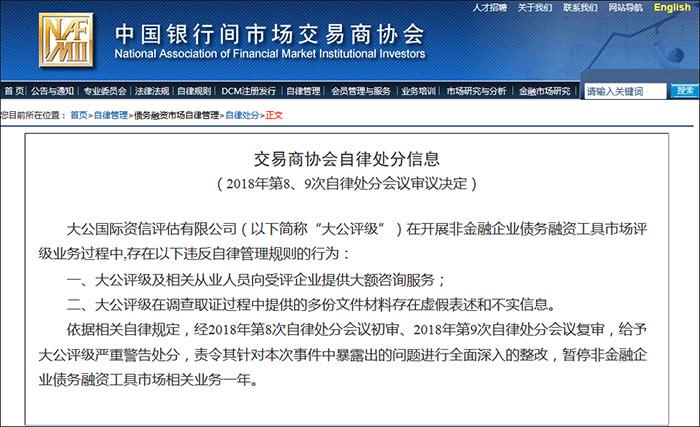 人才招聘 关于我们 联系我们 网站导航 English
NAFMII
中国银行间市场交易商协会
National Association of Financial Market Institutional Investors
首页 公告与通知 专业委员会 法律法规 自律规则 DCM注册发行 自律管理 会员管理与服务 业务培训 市场研究与分析 金融市场研究 请输入关键词 搜索
您目前所在位置： 首页>自律管理>债务融资市场自律管理>自律处分>正文
交易商协会自律处分信息
（2018年第8、9次自律处分会议审议决定）
大公国际资信评估有限公司（以下简称“大公评级”）在开展非金融企业债务融资工具市场评
级业务过程中,存在以下违反自律管理规则的行为：
一、大公评级及相关从业人员向受评企业提供大额咨询服务；
二、大公评级在调查取证过程中提供的多份文件材料存在虚假表述和不实信息。
依据相关自律规定，经2018年第8次自律处分会议初审、2018年第9次自律处分会议复审，给予
大公评级严重警告处分，责令其针对本次事件中暴露出的问题进行全面深入的整改，暂停非金融企
业债务融资工具市场相关业务一年。